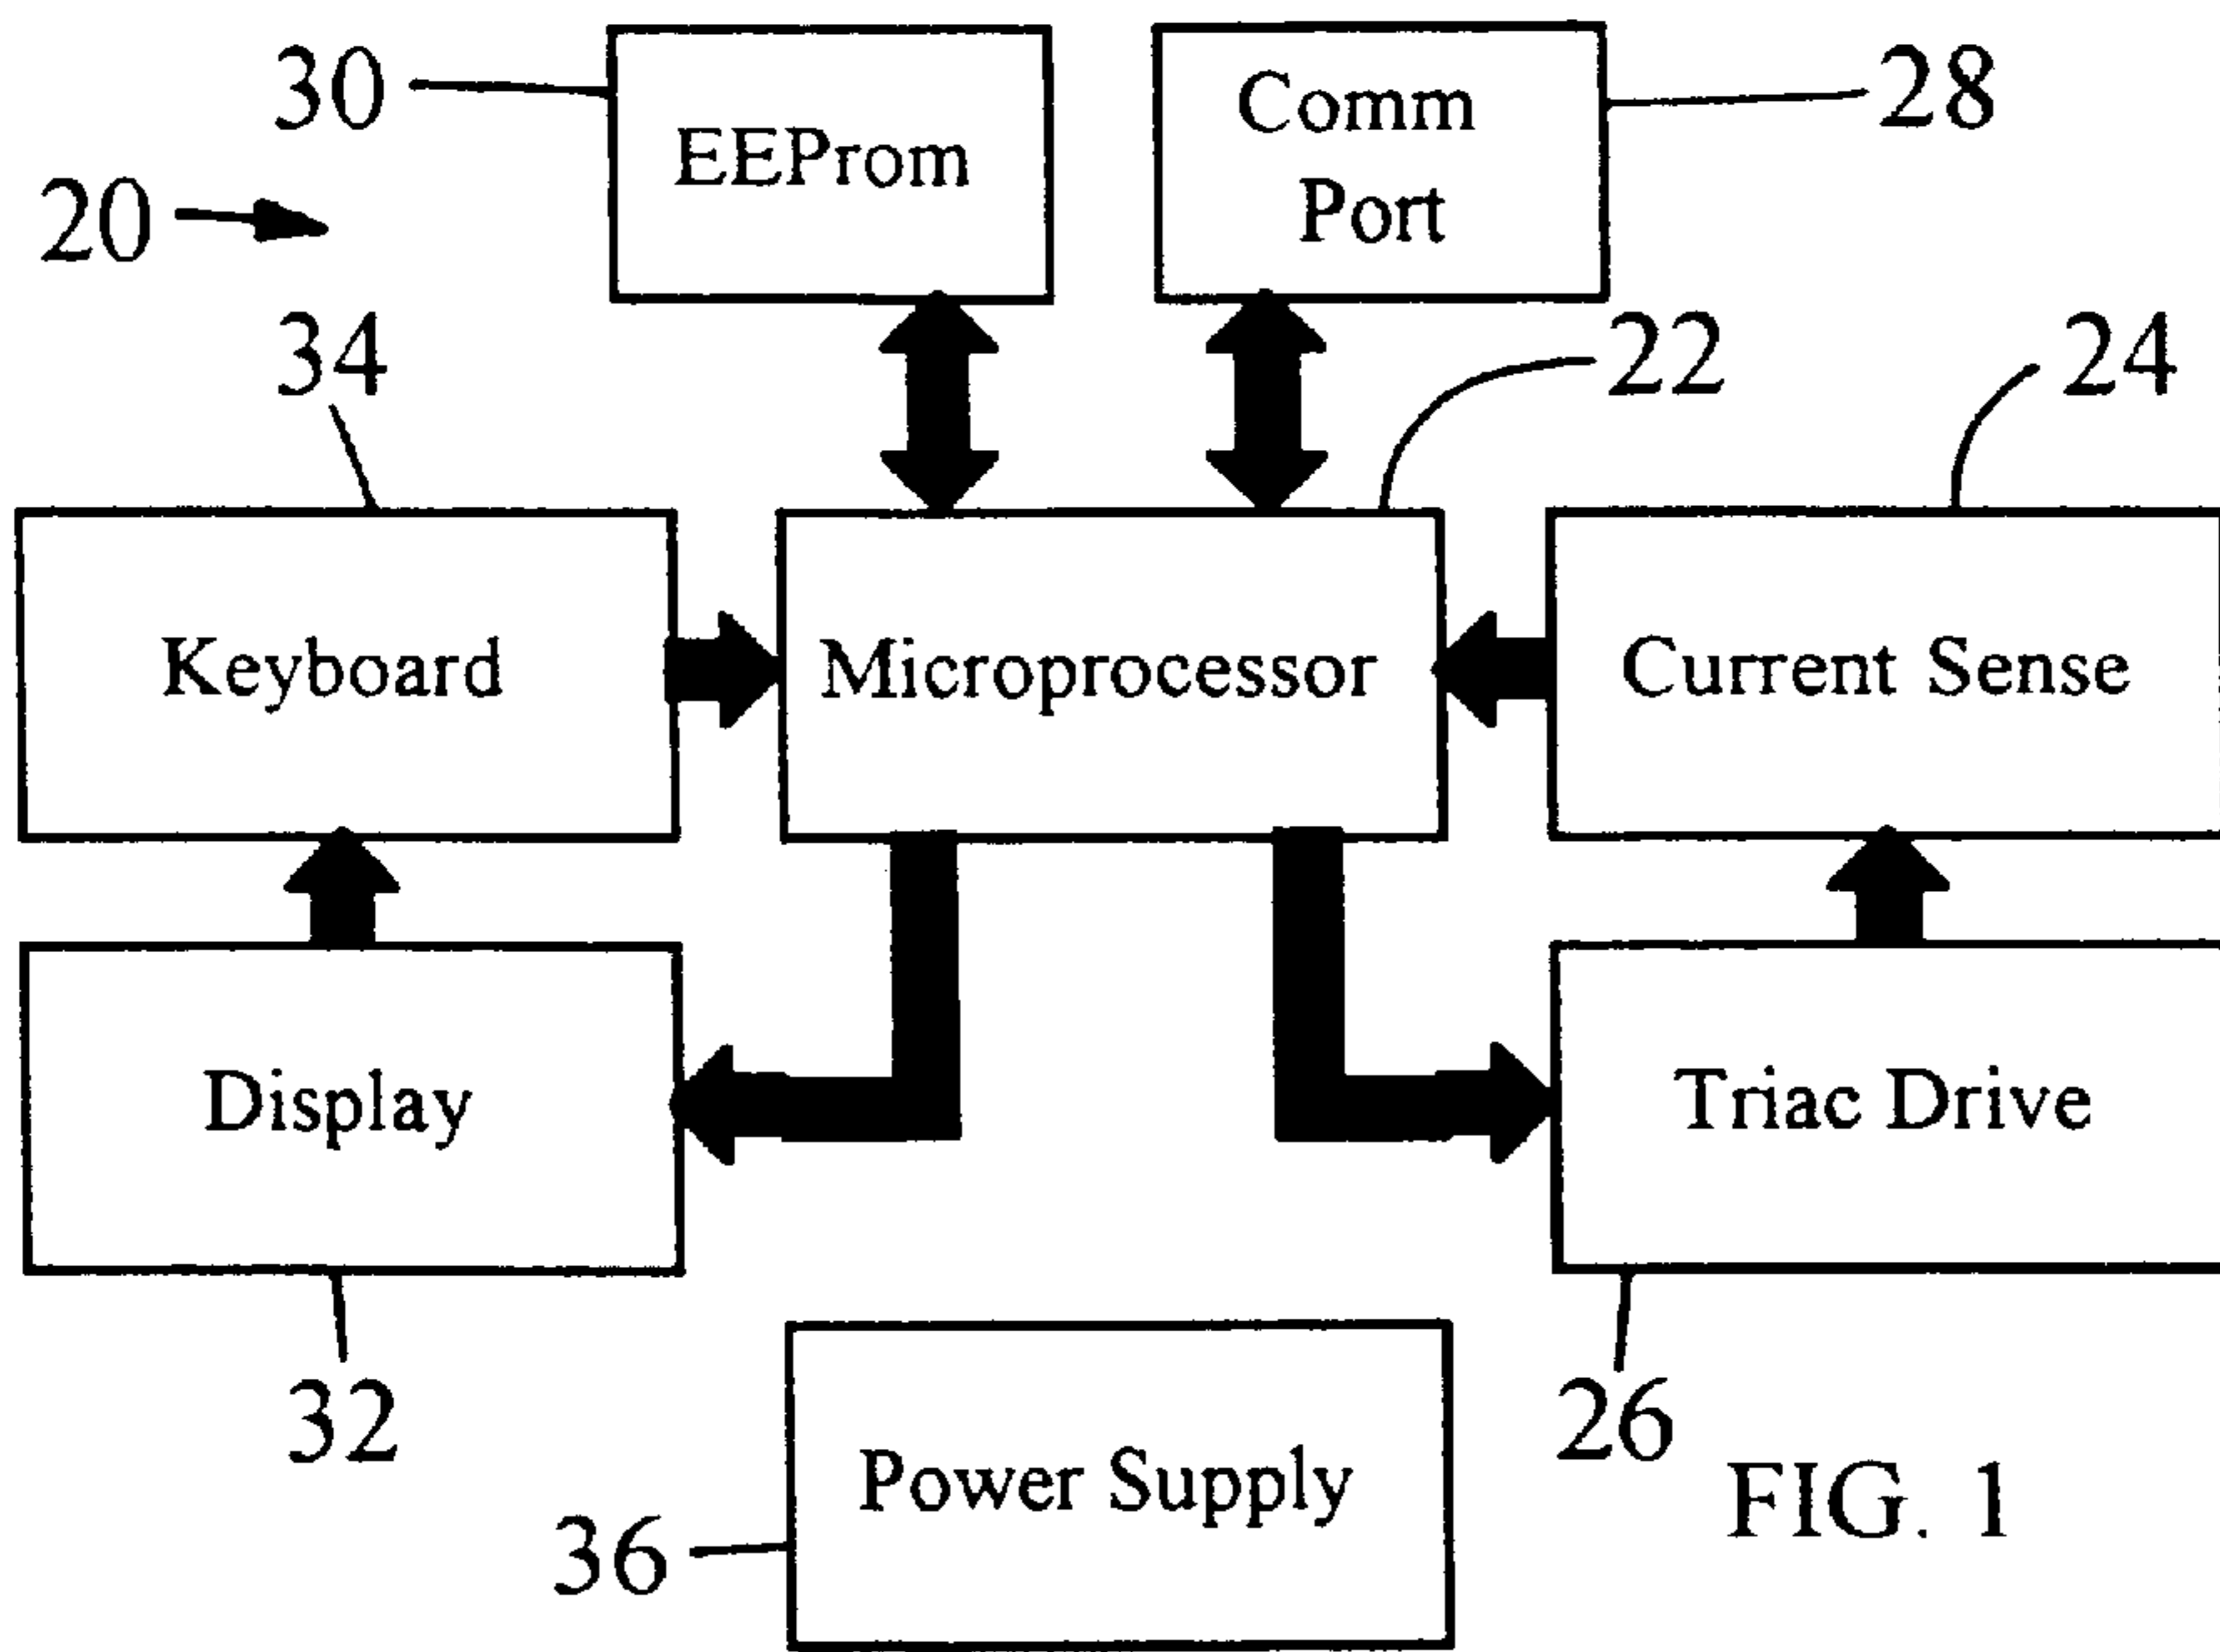 30
EEProm
Comm
Port
28
20
34
22
24
Keyboard
Microprocessor
Current Sense
Display
Triac Drive
32
26
Power Supply
36
FIG. 1